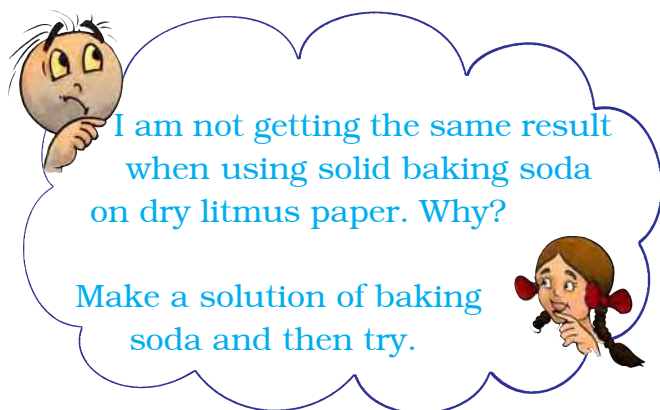 I am not getting the same result
when using solid baking soda
on dry litmus paper. Why?
Make a solution of baking
soda and then try.